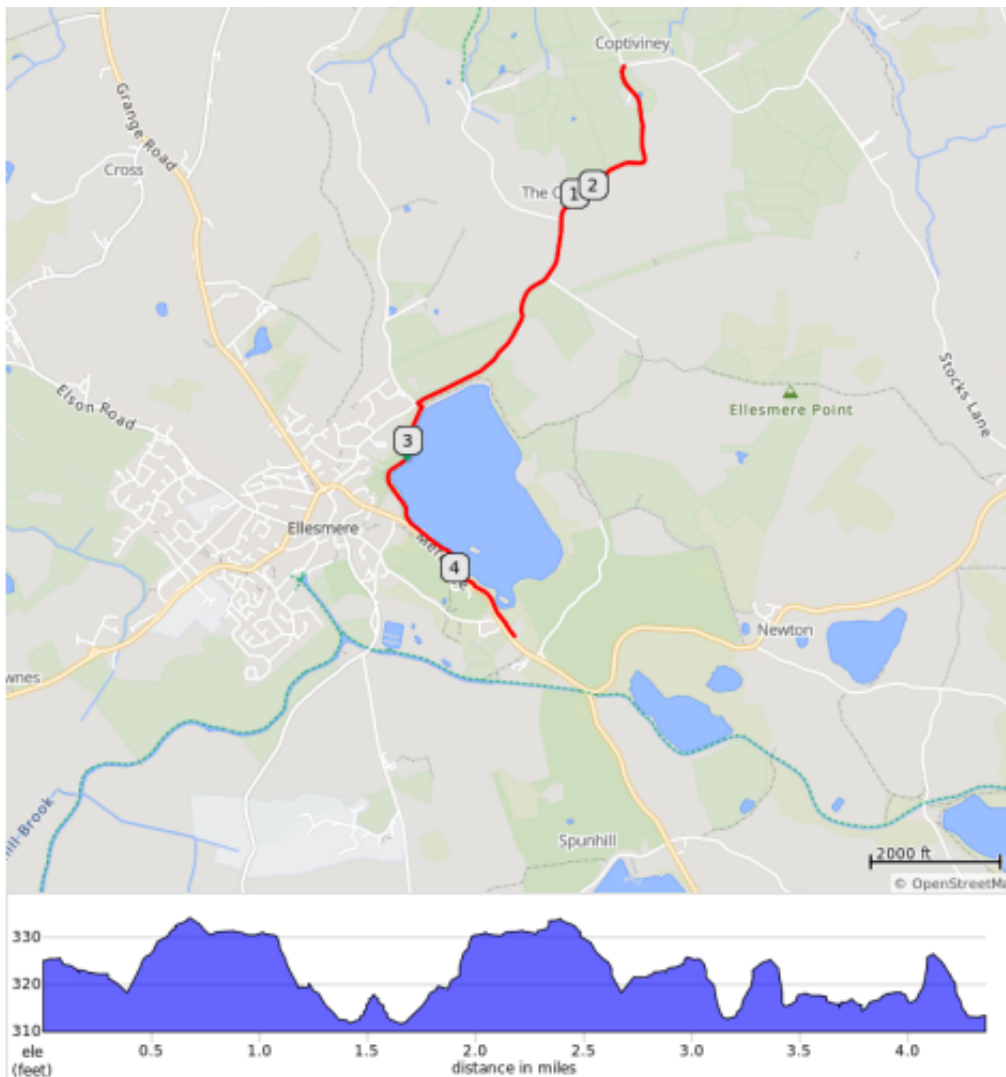 Coptiviney
Grange Road
Cross
1
2
The
3
Elson Road
Stocks Lane
Ellesmere Point
Ellesmere
4
Newton
wnes
Spunhill
ill-Brook
2000 ft
© OpenStreetMa
330
320
310
ele
(feet)
0.5 1.0 1.5 2.0 2.5 3.0 3.5 4.0
distance in miles